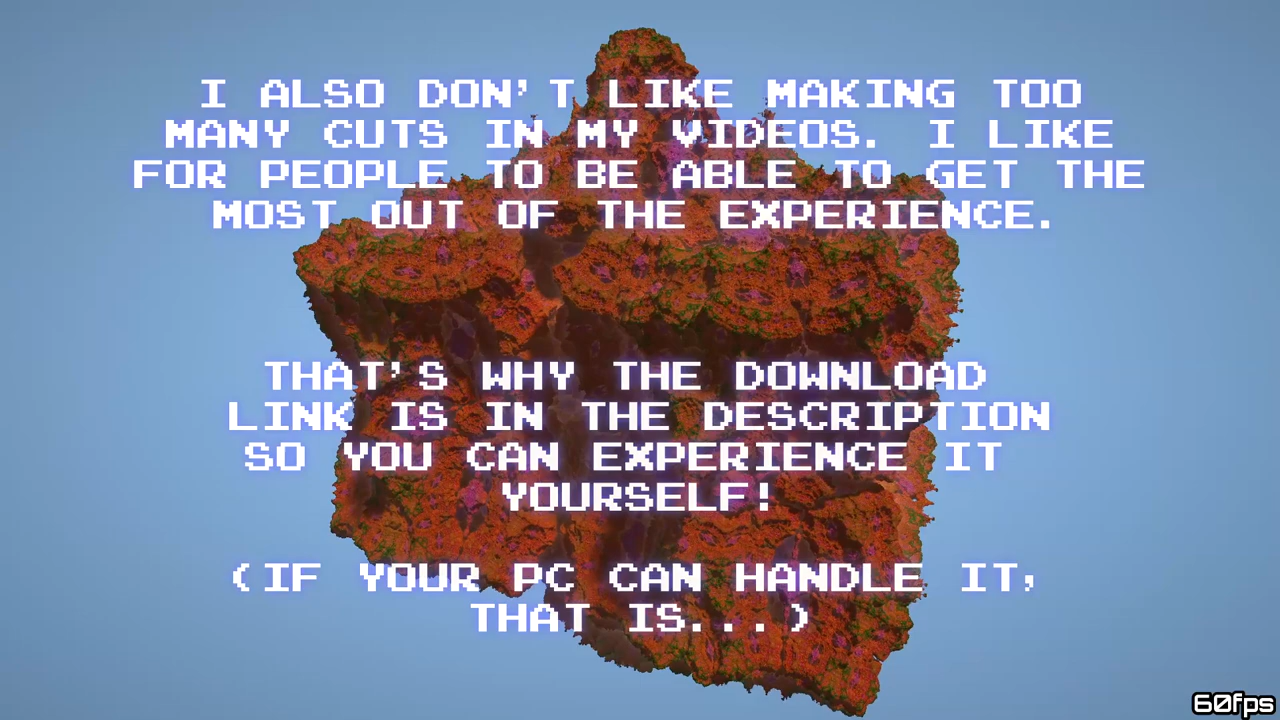 I ALSO DON'T LIKE MAKING TOO
MANY CUTS IN MY VIDEOS. I LIKE
FOR PEOPLE TO BE ABLE TO GET THE
MOST OUT OF THE EXPERIENCE.
THAT'S WHY THE DOWNLOAD
LINK IS IN THE DESCRIPTION
SO YOU CAN EXPERIENCE IT
YOURSELF!
(IF YOUR PC CAN HANDLE IT,
THAT IS...)
60fps